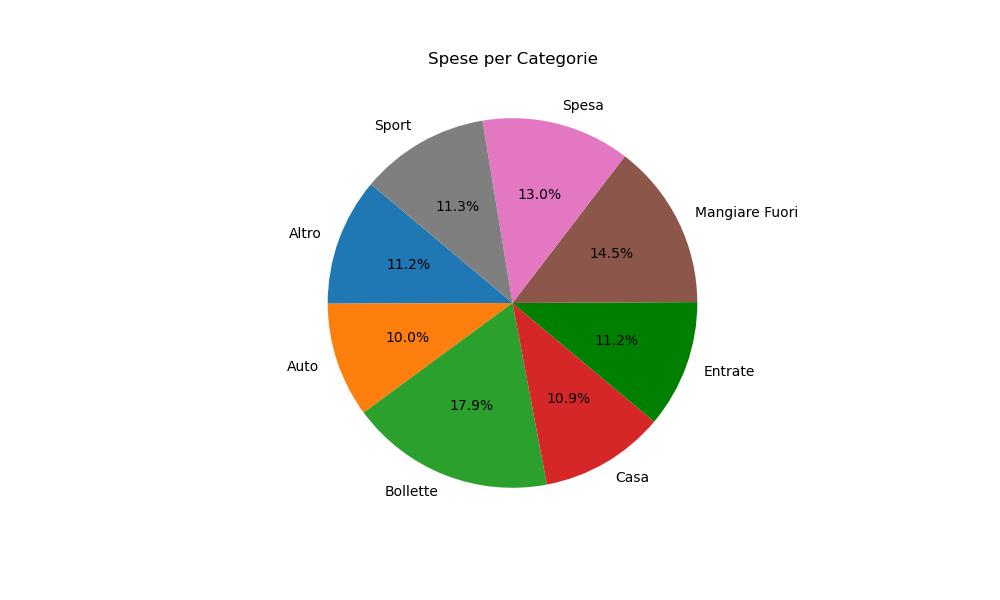 Spese per Categorie
Spesa
Sport
13.0%
11.3%
Mangiare Fuori
14.5%
Altro
11.2%
10.0%
11.2%
Auto
Entrate
17.9%
10.9%
Casa
Bollette